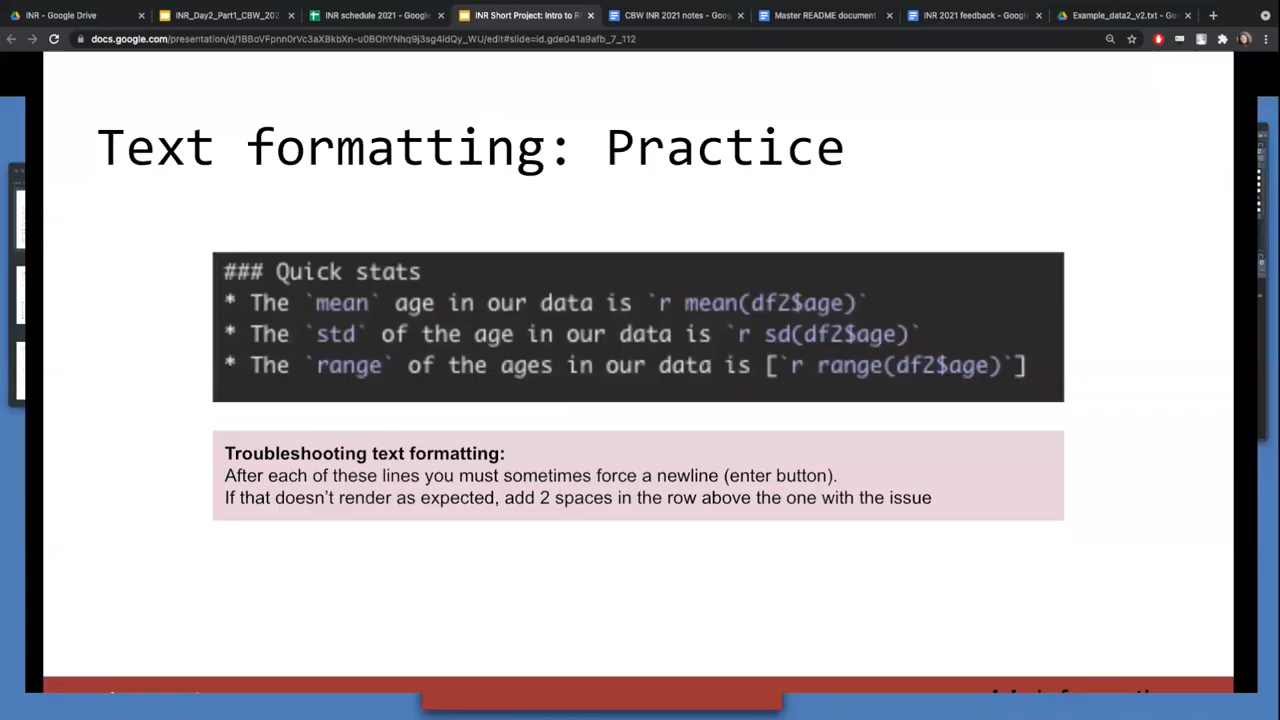 INR - Google Drive
INR_Day2_Part1_CBW_202
INR schedule 2021 - Google
INR Short Project: Intro to R
CBW INR 2021 notes - Goog
Master README document
INR 2021 feedback - Google
Example_data2_v2.txt - Go
docs.google.com/presentation/d/1BBoVFpnn0rVc3aXBkbXn-u0BOhYNhq9j3sg4idQy_WU/edit#slide=id.gde041a9afb_7_112
Text formatting: Practice
### Quick stats
* The `mean` age in our data is `r mean(df2$age)`
* The `std` of the age in our data is `r sd(df2$age)`
* The `range` of the ages in our data is [`r range(df2$age)`]
Troubleshooting text formatting:
After each of these lines you must sometimes force a newline (enter button).
If that doesn't render as expected, add 2 spaces in the row above the one with the issue